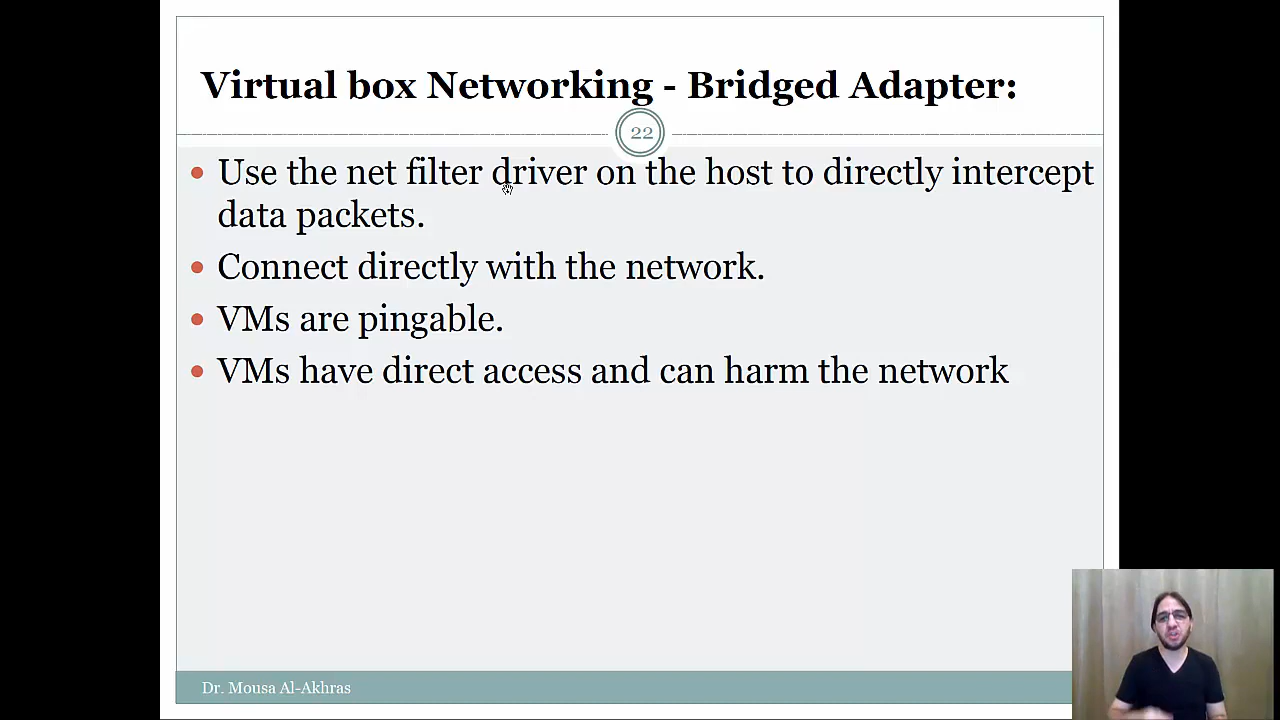 Virtual box Networking - Bridged Adapter:
22
Use the net filter driver on the host to directly intercept
data packets.
Connect directly with the network.
VMs are pingable.
VMs have direct access and can harm the network
Dr. Mousa Al-Akhras